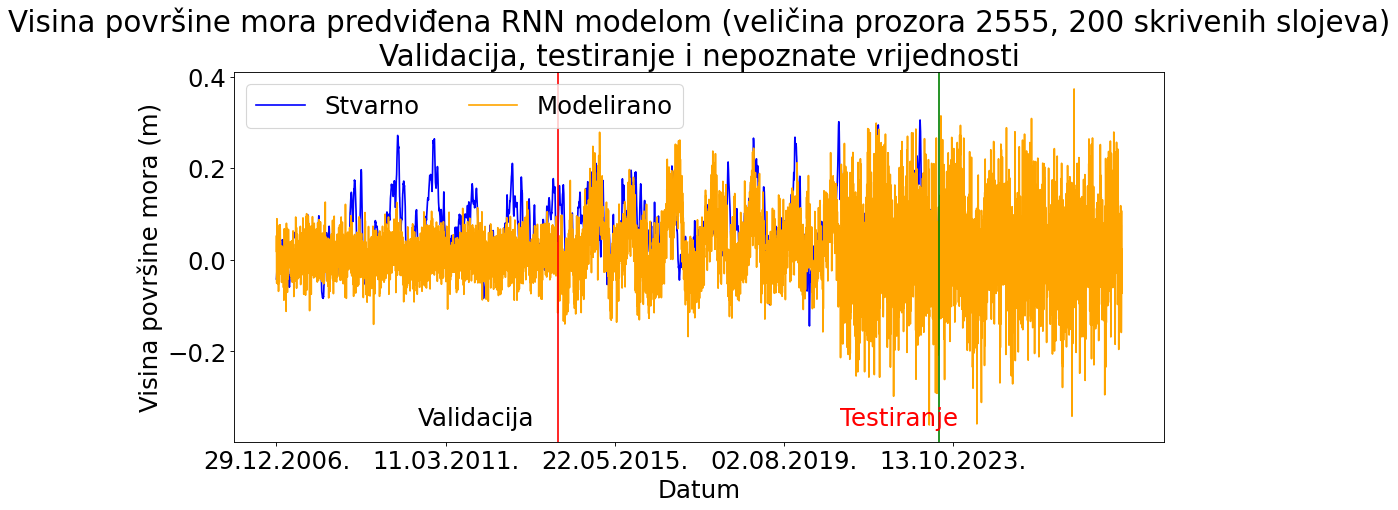 Visina površine mora predviđena RNN modelom (veličina prozora 2555, 200 skrivenih slojeva)
Validacija, testiranje i nepoznate vrijednosti
Stvarno
Modelirano
Visina površine mora (m)
0.4
0.2
0.0
−0.2
Validacija
Testiranje
29.12.2006.
11.03.2011.
22.05.2015.
02.08.2019.
13.10.2023.
Datum